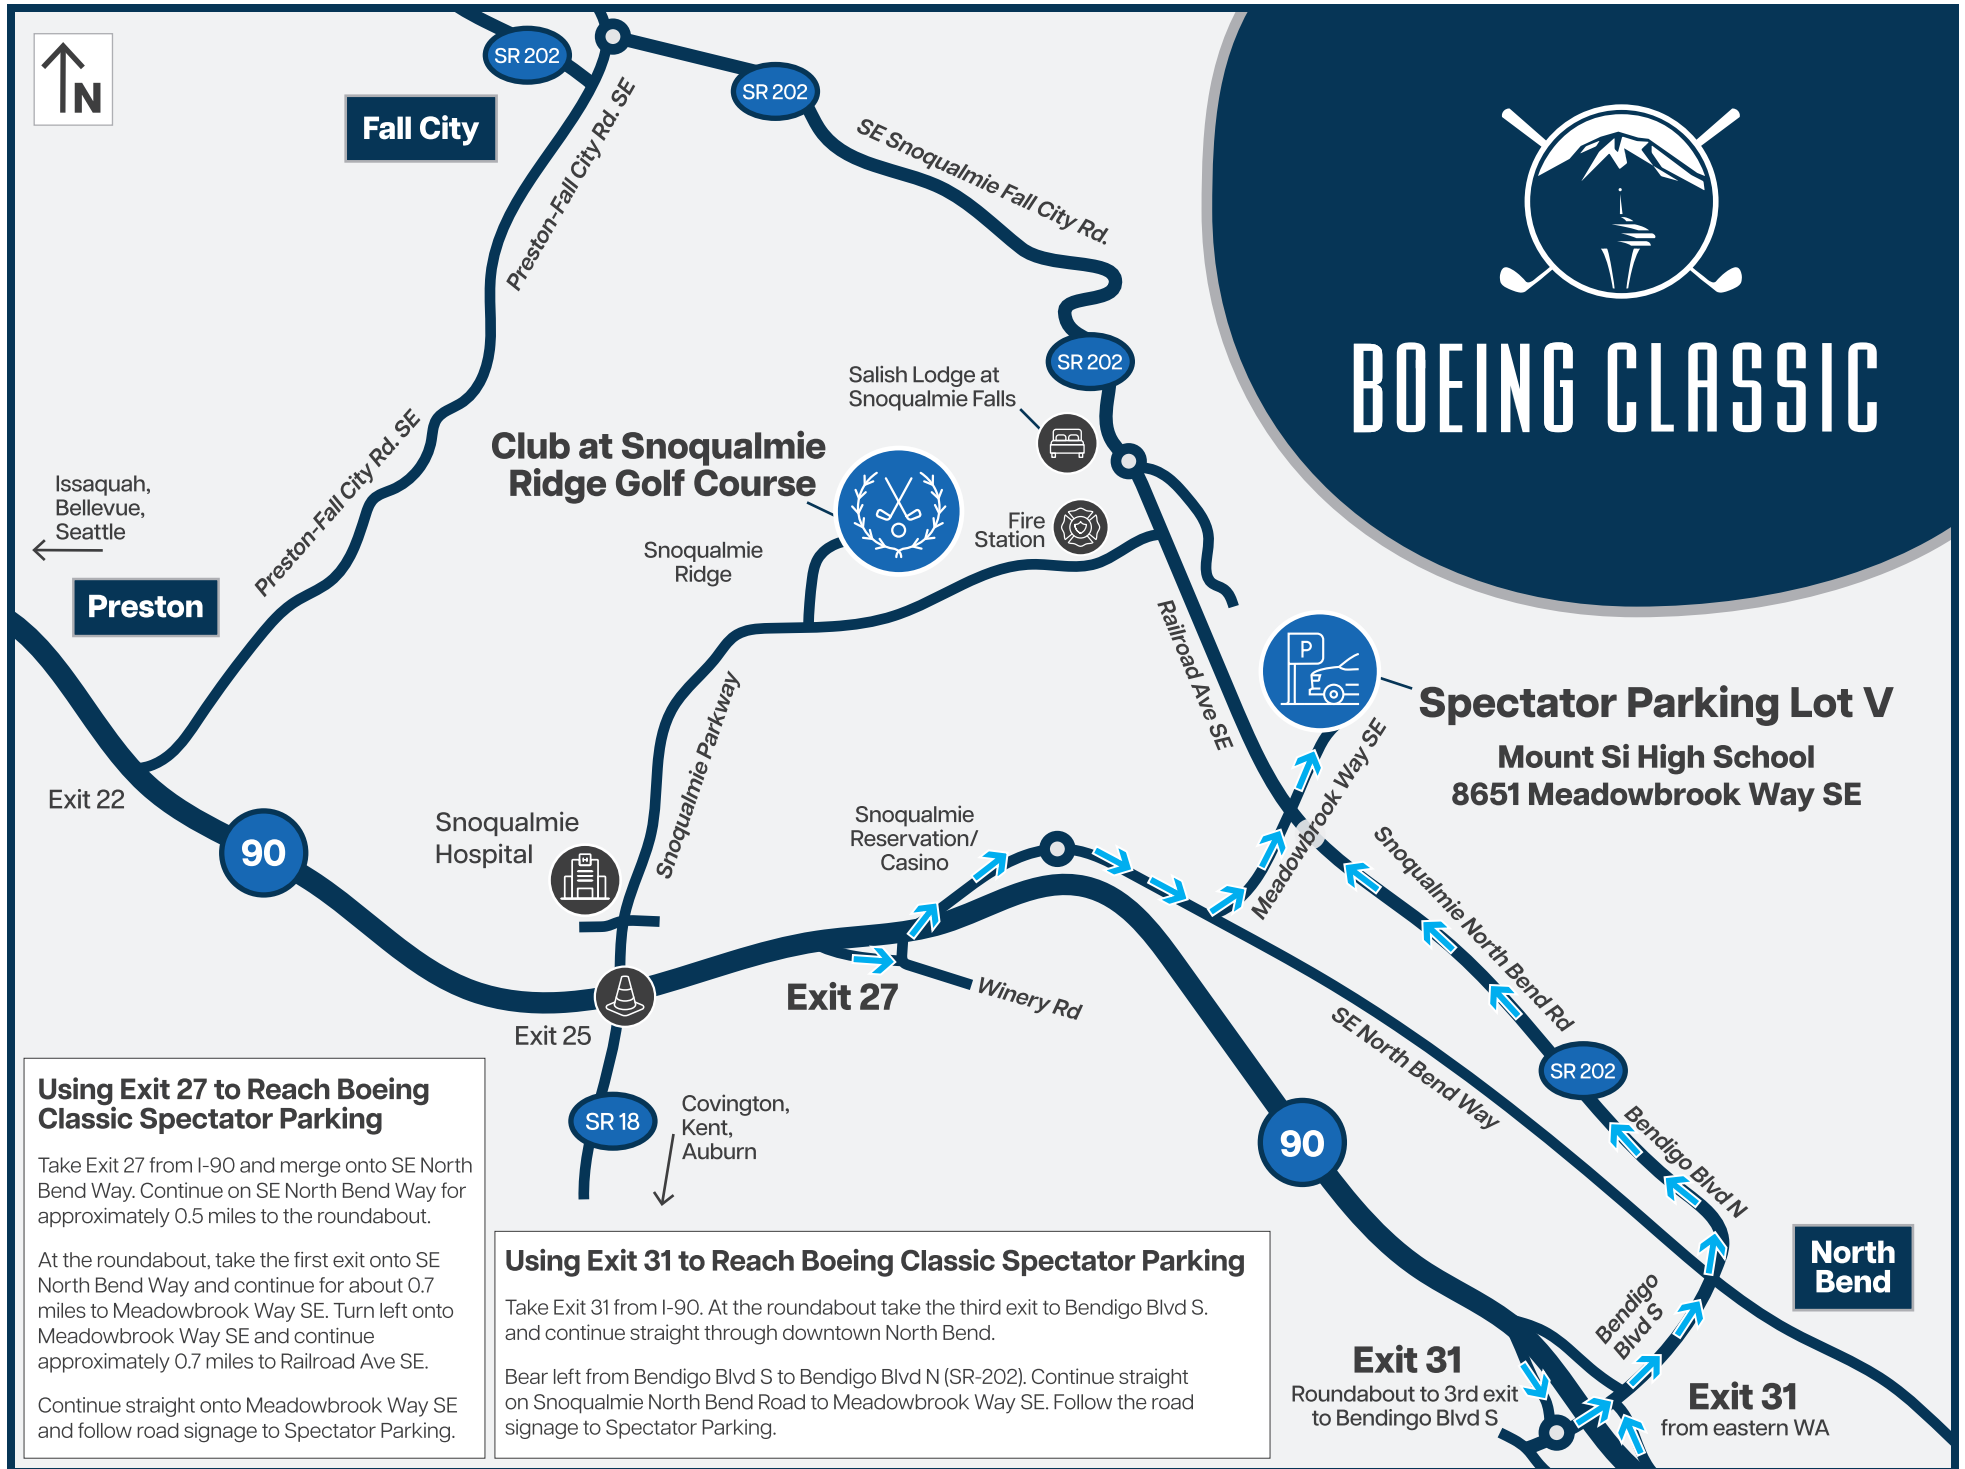 N
SR 202
Fall City
SR 202
Preston-Fall City Rd. SE
SE Snoqualmie Fall City Rd.
BOEING CLASSIC
SR 202
Salish Lodge at
Snoqualmie Falls
Club at Snoqualmie
Ridge Golf Course
Preston-Fall City Rd. SE
Issaquah,
Bellevue,
Seattle
Preston
Fire
Station
Snoqualmie
Ridge
Railroad Ave SE
P
Spectator Parking Lot V
Mount Si High School
8651 Meadowbrook Way SE
Meadowbrook Way SE
Snoqualmie Parkway
Exit 22
90
Snoqualmie
Hospital
H
Snoqualmie
Reservation/
Casino
Snoqualmie North Bend Rd
Exit 27
Winery Rd
Exit 25
SE North Bend Way
SR 202
SR 18
Covington,
Kent,
Auburn
90
Bendigo Blvd N
North
Bend
Bendigo
Blvd S
Exit 31
Roundabout to 3rd exit
to Bendingo Blvd S
Exit 31
from eastern WA
Using Exit 27 to Reach Boeing
Classic Spectator Parking
Take Exit 27 from I-90 and merge onto SE North
Bend Way. Continue on SE North Bend Way for
approximately 0.5 miles to the roundabout.
At the roundabout, take the first exit onto SE
North Bend Way and continue for about 0.7
miles to Meadowbrook Way SE. Turn left onto
Meadowbrook Way SE and continue
approximately 0.7 miles to Railroad Ave SE.
Continue straight onto Meadowbrook Way SE
and follow road signage to Spectator Parking.
Using Exit 31 to Reach Boeing Classic Spectator Parking
Take Exit 31 from I-90. At the roundabout take the third exit to Bendigo Blvd S.
and continue straight through downtown North Bend.
Bear left from Bendigo Blvd S to Bendigo Blvd N (SR-202). Continue straight
on Snoqualmie North Bend Road to Meadowbrook Way SE. Follow the road
signage to Spectator Parking.